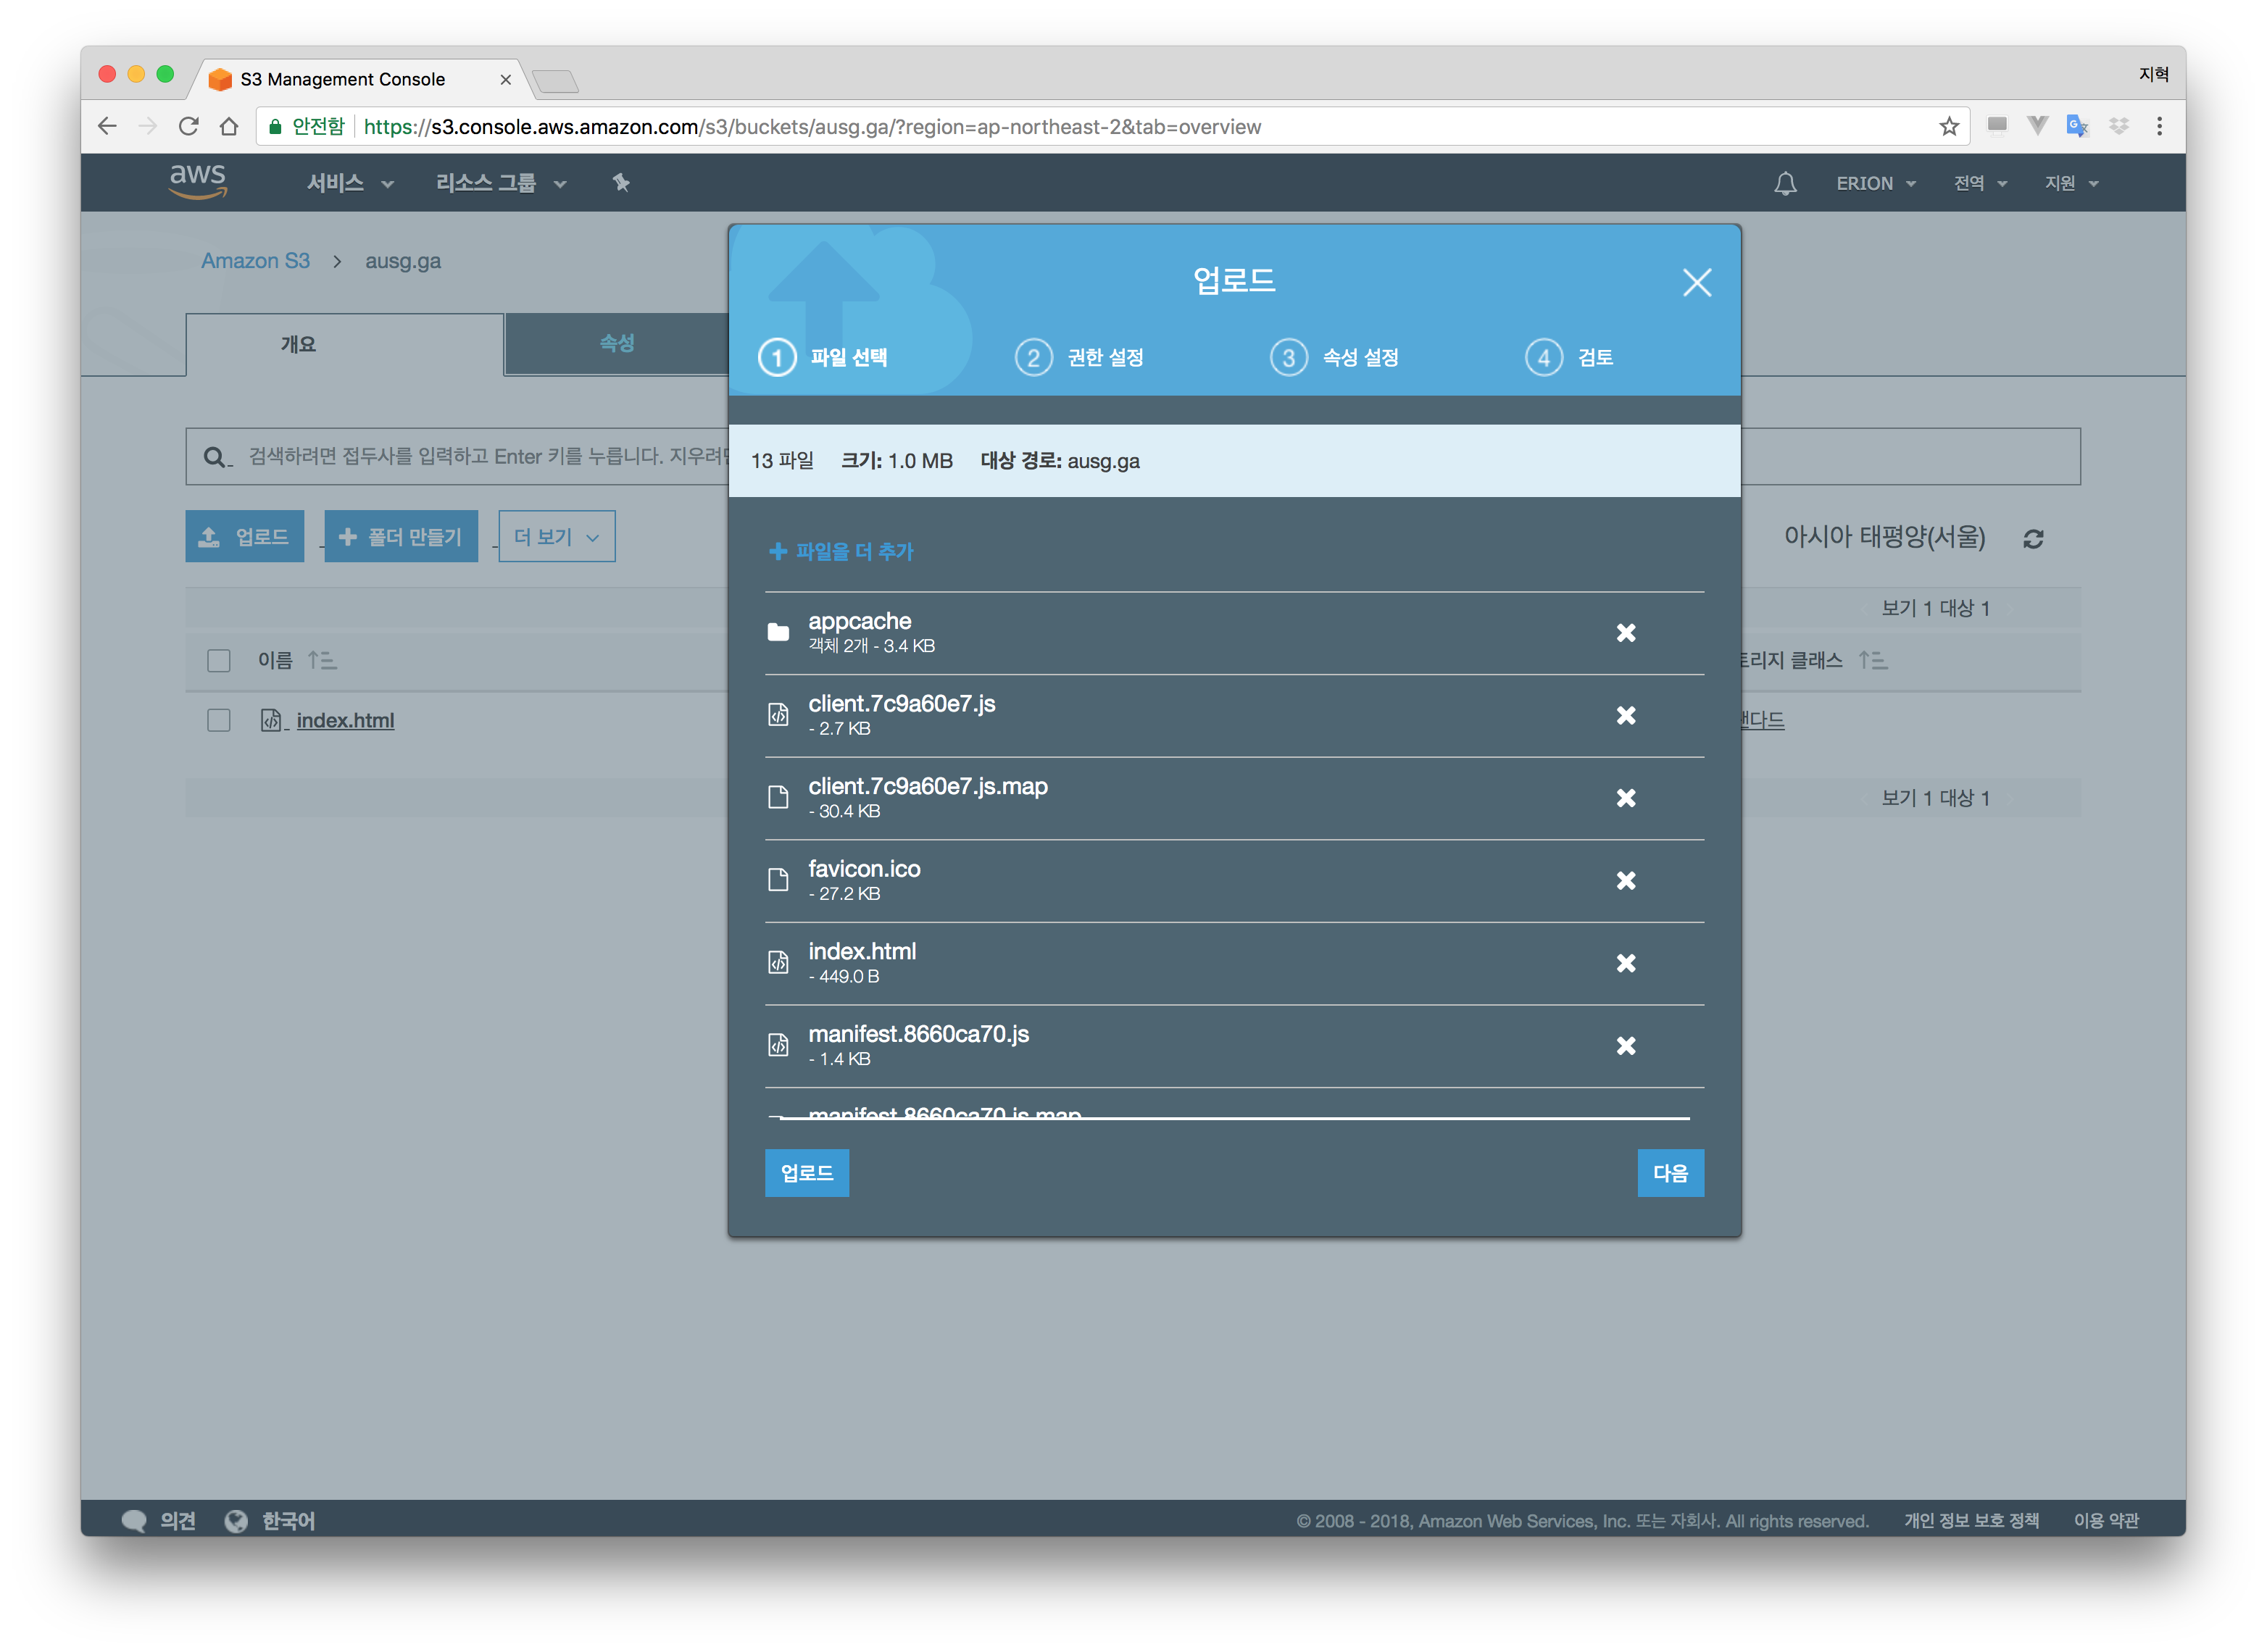 S3 Management Console
지혁
안전함 https://s3.console.aws.amazon.com/s3/buckets/ausg.ga/?region=ap-northeast-2&tab=overview
aws 서비스 리소스 그룹 ERION 전역 지원
Amazon S3 > ausg.ga
개요 속성
검색하려면 접두사를 입력하고 Enter 키를 누릅니다. 지우려면
업로드 폴더 만들기 더 보기
아시아 태평양(서울)
보기 1 대상 1
이름
토리지 클래스
index.html
보기 1 대상 1
업로드
1 파일 선택 2 권한 설정 3 속성 설정 4 검토
13 파일 크기: 1.0 MB 대상 경로: ausg.ga
파일을 더 추가
appcache
객체 2개 - 3.4 KB
client.7c9a60e7.js
- 2.7 KB
client.7c9a60e7.js.map
- 30.4 KB
favicon.ico
- 27.2 KB
index.html
- 449.0 B
manifest.8660ca70.js
- 1.4 KB
manifest.8660ca70.js.map
업로드 다음
의견 한국어 © 2008 - 2018, Amazon Web Services, Inc. 또는 자회사. All rights reserved. 개인 정보 보호 정책 이용 약관